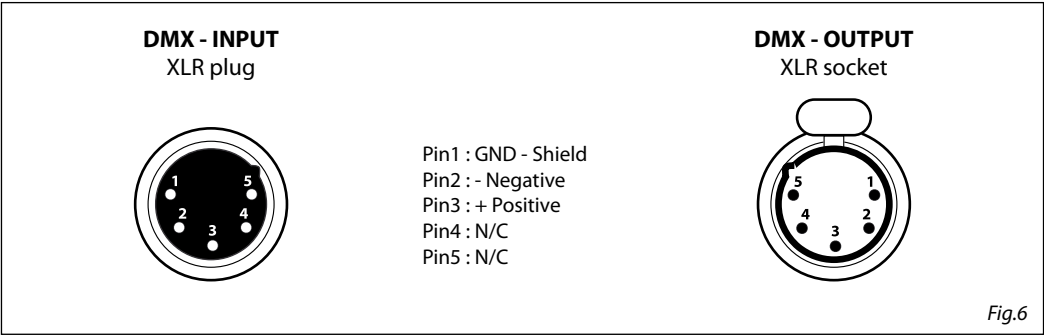 DMX - INPUT
XLR plug
1
5
2
4
3
Pin1 : GND - Shield
Pin2 : - Negative
Pin3 : + Positive
Pin4 : N/C
Pin5 : N/C
DMX - OUTPUT
XLR socket
5
1
4
2
3
Fig.6